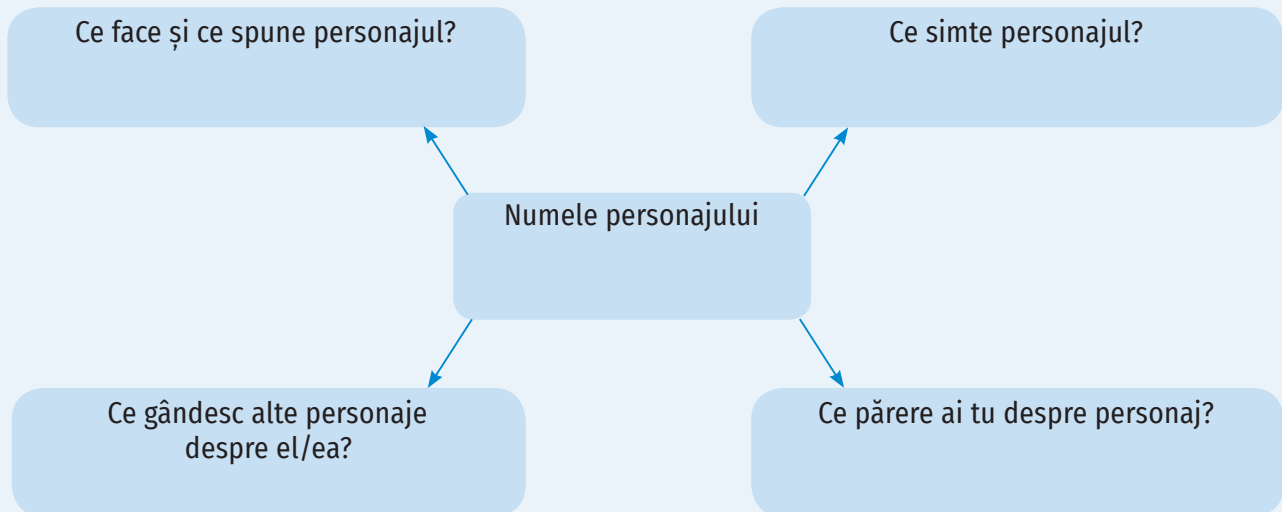 Ce face și ce spune personajul?
Ce simte personajul?
Numele personajului
Ce gândesc alte personaje
despre el/ea?
Ce părere ai tu despre personaj?